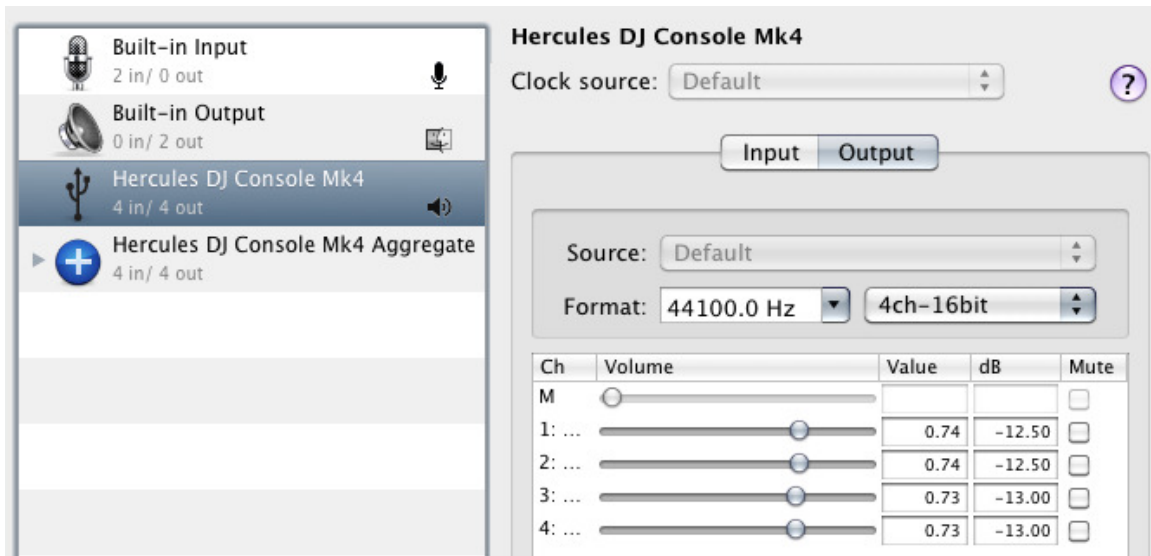 Built-in Input
2 in/ 0 out
Built-in Output
0 in/ 2 out
Hercules DJ Console Mk4
4 in/ 4 out
Hercules DJ Console Mk4 Aggregate
4 in/ 4 out
Hercules DJ Console Mk4
Clock source: Default
?
Input Output
Source: Default
Format: 44100.0 Hz 4ch-16bit
Ch Volume Value dB Mute
M
1: ... 0.74 -12.50
2: ... 0.74 -12.50
3: ... 0.73 -13.00
4: ... 0.73 -13.00